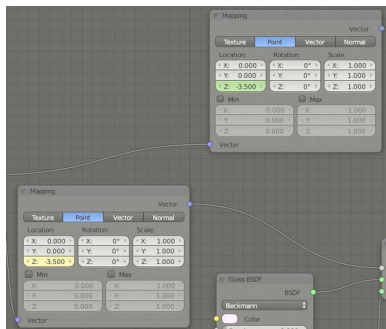 Mapping
Vector
Texture Point Vector Normal
Location: Rotation: Scale:
X: 0.000 X: 0° X: 1.000
Y: 0.000 Y: 0° Y: 1.000
Z: -3.500 Z: 0° Z: 1.000
Min Max
X: 0.000 X: 1.000
Y: 0.000 Y: 1.000
Z: 0.000 Z: 1.000
Vector
Mapping
Vector
Texture Point Vector Normal
Location: Rotation: Scale:
X: 0.000 X: 0° X: 1.000
Y: 0.000 Y: 0° Y: 1.000
Z: -3.500 Z: 0° Z: 1.000
Min Max
X: 0.000 X: 1.000
Y: 0.000 Y: 1.000
Z: 0.000 Z: 1.000
Vector
Glass BSDF
BSDF
Beckmann
Color